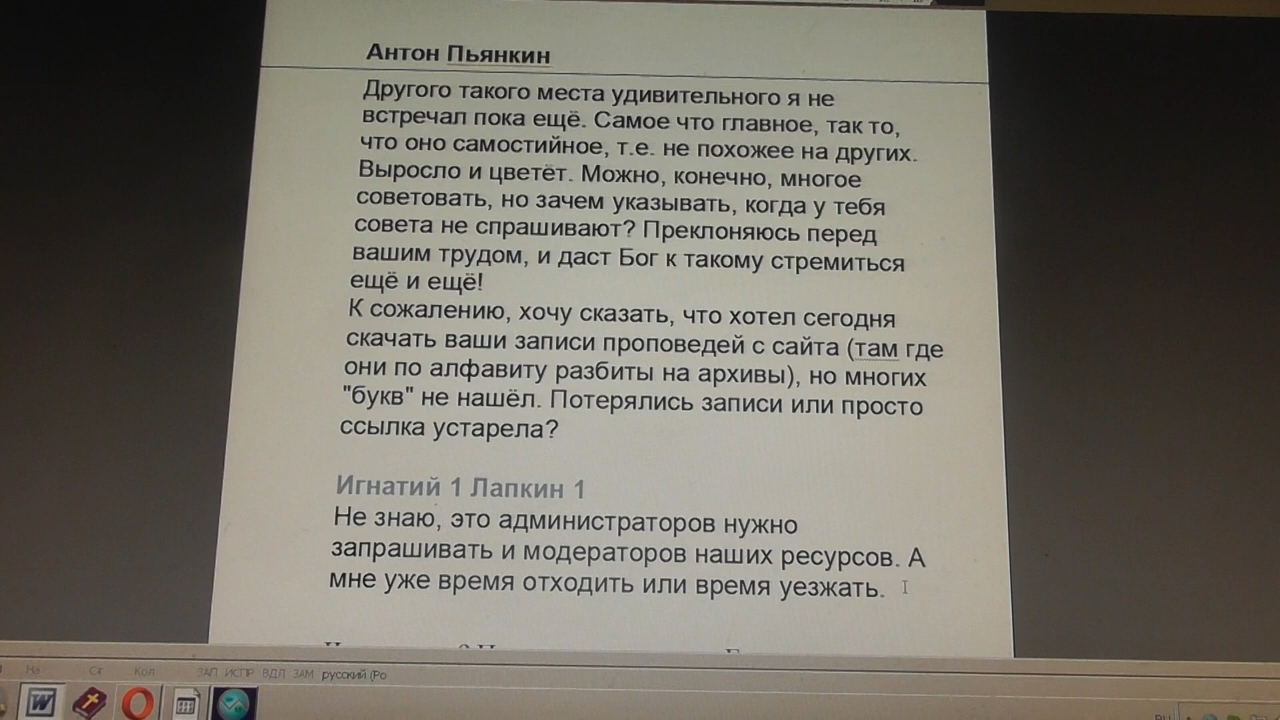 Антон Пьянкин
Другого такого места удивительного я не
встречал пока ещё. Самое что главное, так то,
что оно самостийное, т.е. не похожее на других.
Выросло и цветёт. Можно, конечно, многое
советовать, но зачем указывать, когда у тебя
совета не спрашивают? Преклоняюсь перед
вашим трудом, и даст Бог к такому стремиться
ещё и ещё!
К сожалению, хочу сказать, что хотел сегодня
скачать ваши записи проповедей с сайта (там где
они по алфавиту разбиты на архивы), но многих
"букв" не нашёл. Потерялись записи или просто
ссылка устарела?
Игнатий 1 Лапкин 1
Не знаю, это администраторов нужно
запрашивать и модераторов наших ресурсов. А
мне уже время отходить или время уезжать.
На Ст Кол ЗАП ИСПР ВДЛ ЗАМ русский (Ро
W